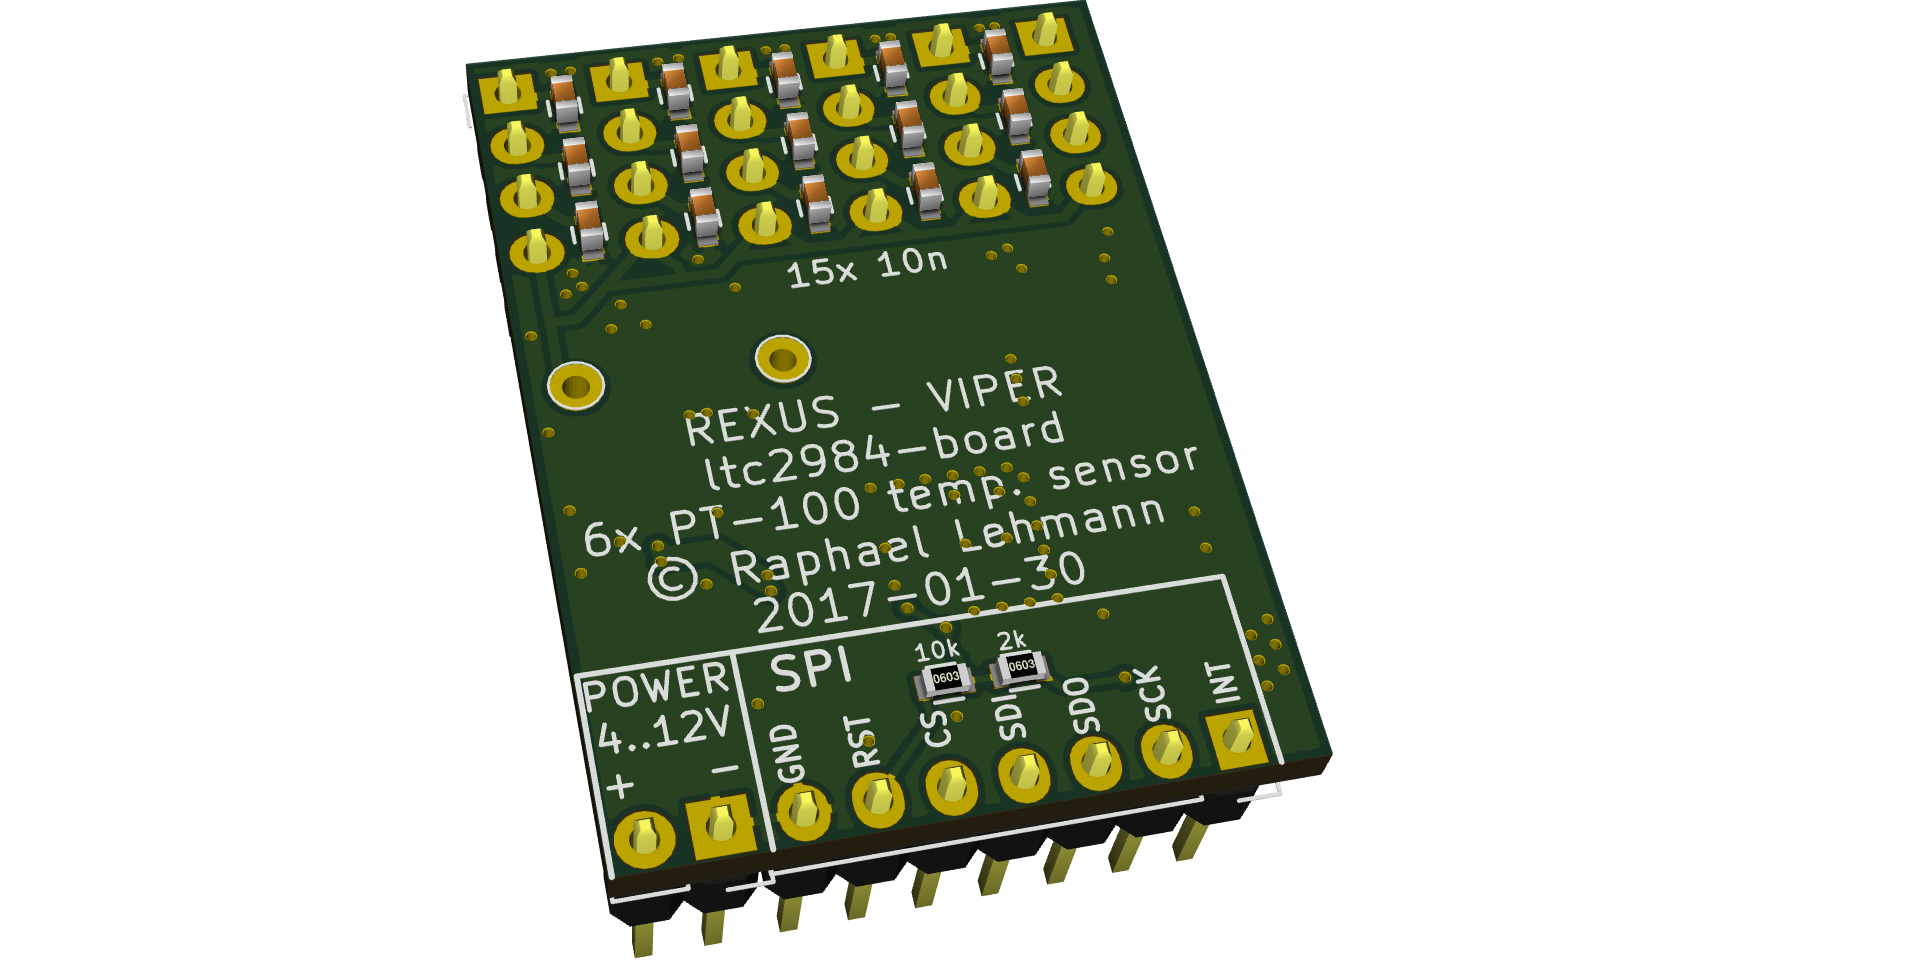 15x 10n
REXUS - VIPER
ltc2984-board
6x PT-100 temp. sensor
© Raphael Lehmann
2017-01-30
POWER
4..12V
+ -
SPI
10k
2k
0603
0603
GND
RST
CS
SDI
SDO
SCK
INT